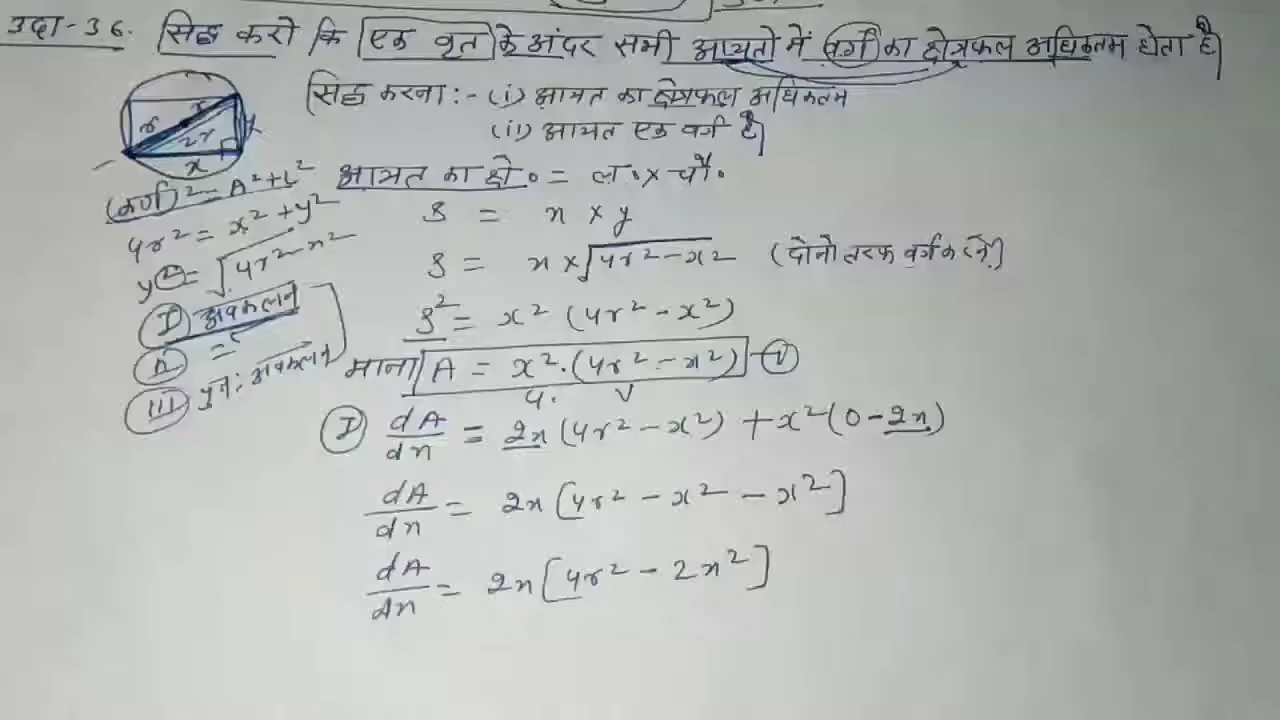 उदा-36. सिद्ध करो कि एक वृत के अंदर सभी आयतो में वर्ग का क्षेत्रफल अधिकतम होता है
सिद्ध करना :- (i) आयत का क्षेत्रफल अधिकतम
(ii) आयत एक वर्ग है
r r
2r
y
x
(कर्ण)² = A² + L²
4r² = x² + y²
y = √4r² - x²
I अवकलन
II =
III पुनः अवकलन
आयत का क्षे० = ल० × चौ०
S = x × y
S = x × √4r² - x² (दोनो तरफ वर्ग करने)
S² = x² (4r² - x²)
माना A = x² . (4r² - x²) - ①
u. v
I dA/dx = 2x (4r² - x²) + x² (0 - 2x)
dA/dx = 2x [4r² - x² - x²]
dA/dx = 2x [4r² - 2x²]